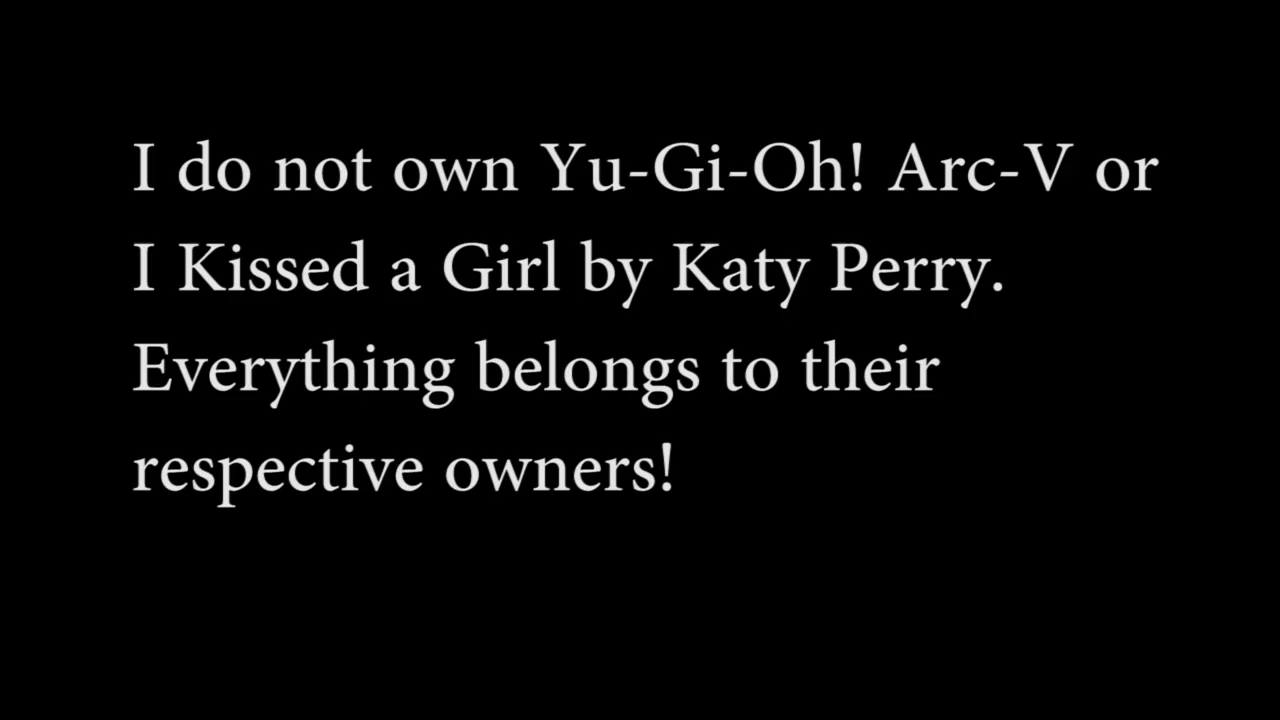 I do not own Yu-Gi-Oh! Arc-V or
I Kissed a Girl by Katy Perry.
Everything belongs to their
respective owners!